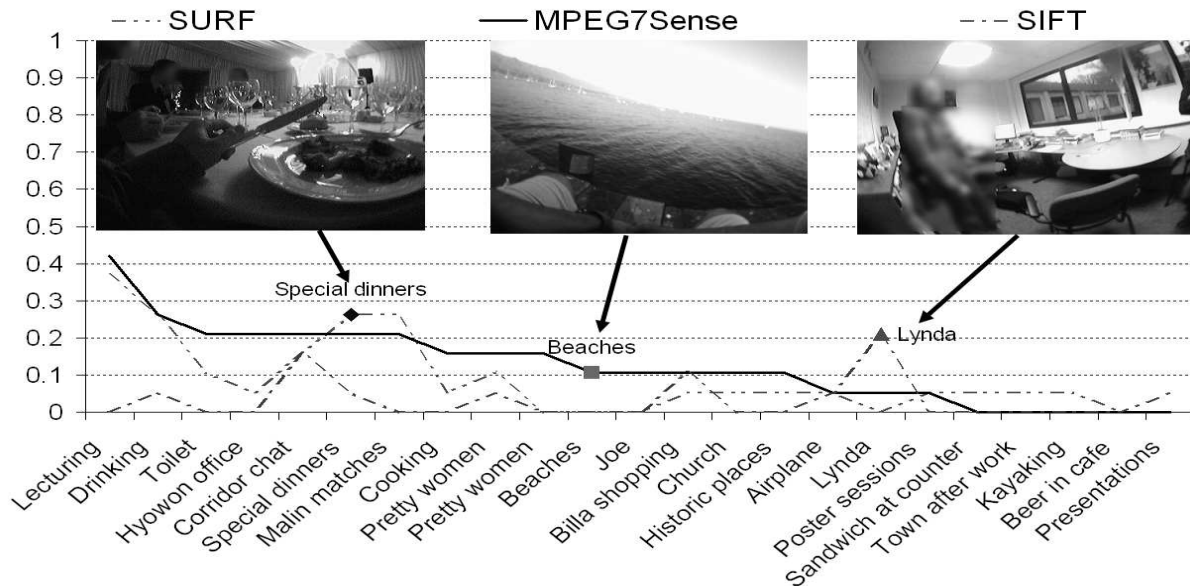 SURF MPEG7Sense SIFT
1
0.9
0.8
0.7
0.6
0.5
0.4
0.3
0.2
0.1
0
Special dinners
Beaches
Lynda
Lecturing
Drinking
Toilet
Hyowon office
Corridor chat
Special dinners
Malin matches
Cooking
Pretty women
Pretty women
Beaches
Joe
Billa shopping
Church
Historic places
Airplane
Lynda
Poster sessions
Sandwich at counter
Town after work
Kayaking
Beer in cafe
Presentations